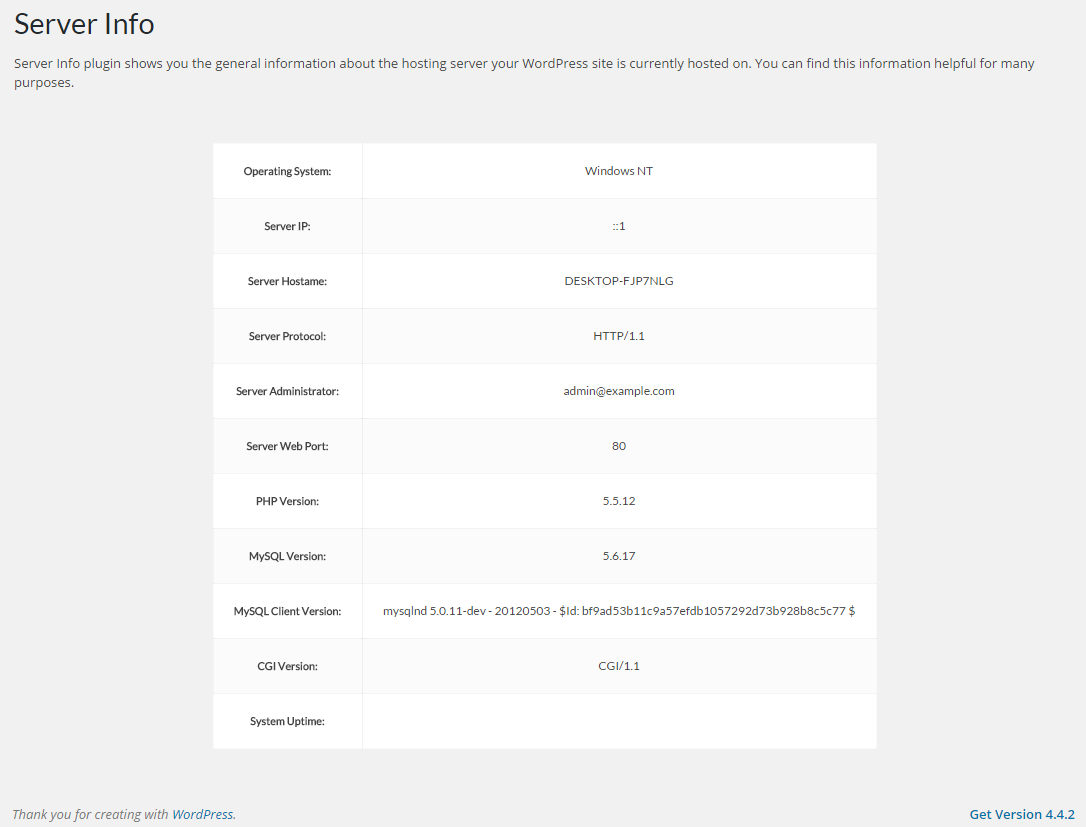 Server Info
Server Info plugin shows you the general information about the hosting server your WordPress site is currently hosted on. You can find this information helpful for many
purposes.
Operating System: Windows NT
Server IP: ::1
Server Hostame: DESKTOP-FJP7NLG
Server Protocol: HTTP/1.1
Server Administrator: admin@example.com
Server Web Port: 80
PHP Version: 5.5.12
MySQL Version: 5.6.17
MySQL Client Version: mysqlnd 5.0.11-dev - 20120503 - $Id: bf9ad53b11c9a57efdb1057292d73b928b8c5c77 $
CGI Version: CGI/1.1
System Uptime:
Thank you for creating with WordPress. Get Version 4.4.2